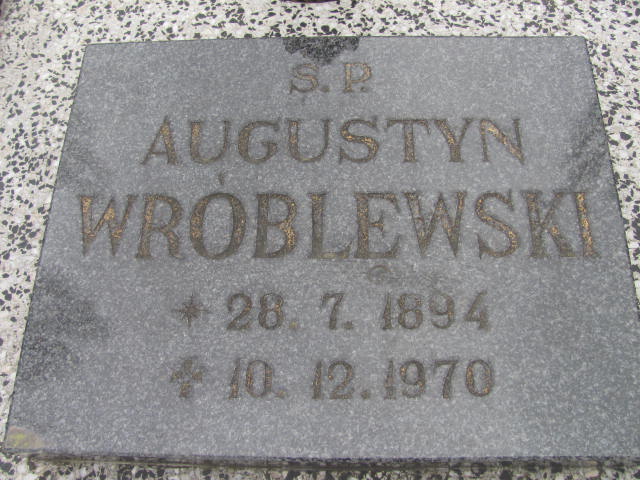 Ś.P.
AUGUSTYN
WRÓBLEWSKI
* 28. 7. 1894
✝ 10. 12. 1970